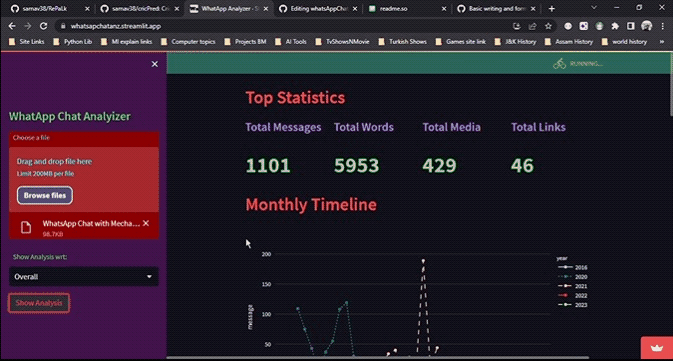 samav38/RePaLk
samav38/cricPred: Cri
WhatApp Analyzer - S
Editing whatsAppCha
readme.so
Basic writing and form
whatsapchatanz.streamlit.app
Site Links
Python Lib
Ml explain links
Computer topics
Projects BM
AI Tools
TvShowsNMovie
Turkish Shows
Games site link
J&K History
Assam History
world history
RUNNING...
WhatApp Chat Analyizer
Choose a file
Drag and drop file here
Limit 200MB per file
Browse files
WhatsApp Chat with Mecha...
98.7KB
Show Analysis wrt:
Overall
Show Analysis
Top Statistics
Total Messages
Total Words
Total Media
Total Links
1101
5953
429
46
Monthly Timeline
200
150
100
50
message
year
2016
2020
2021
2022
2023